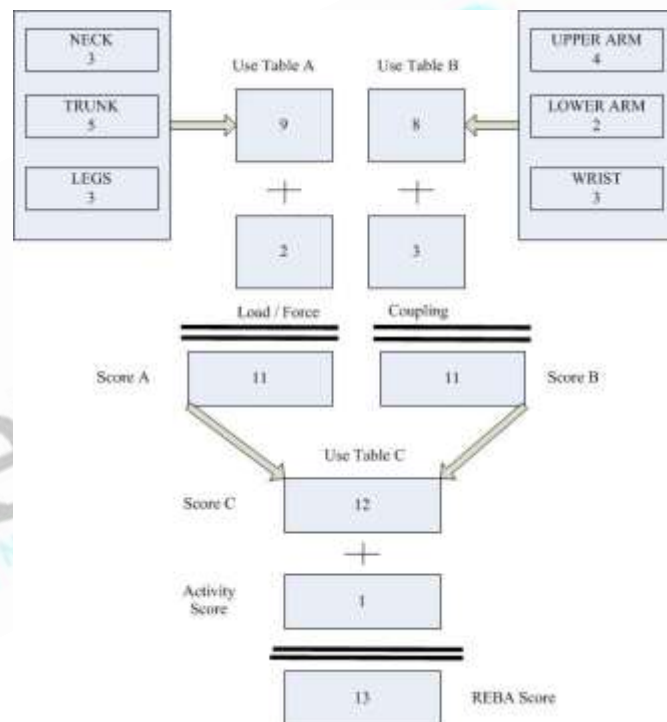 NECK
3
TRUNK
5
LEGS
3
Use Table A
Use Table B
UPPER ARM
4
LOWER ARM
2
WRIST
3
9
8
2
3
Load / Force
Coupling
Score A
11
11
Score B
Use Table C
Score C
12
Activity
Score
1
13
REBA Score